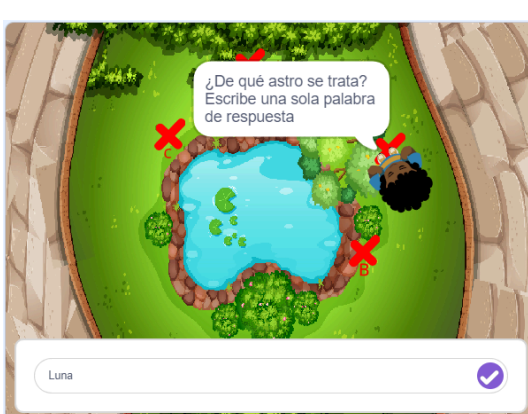 ¿De qué astro se trata?
Escribe una sola palabra
de respuesta
C
B
Luna